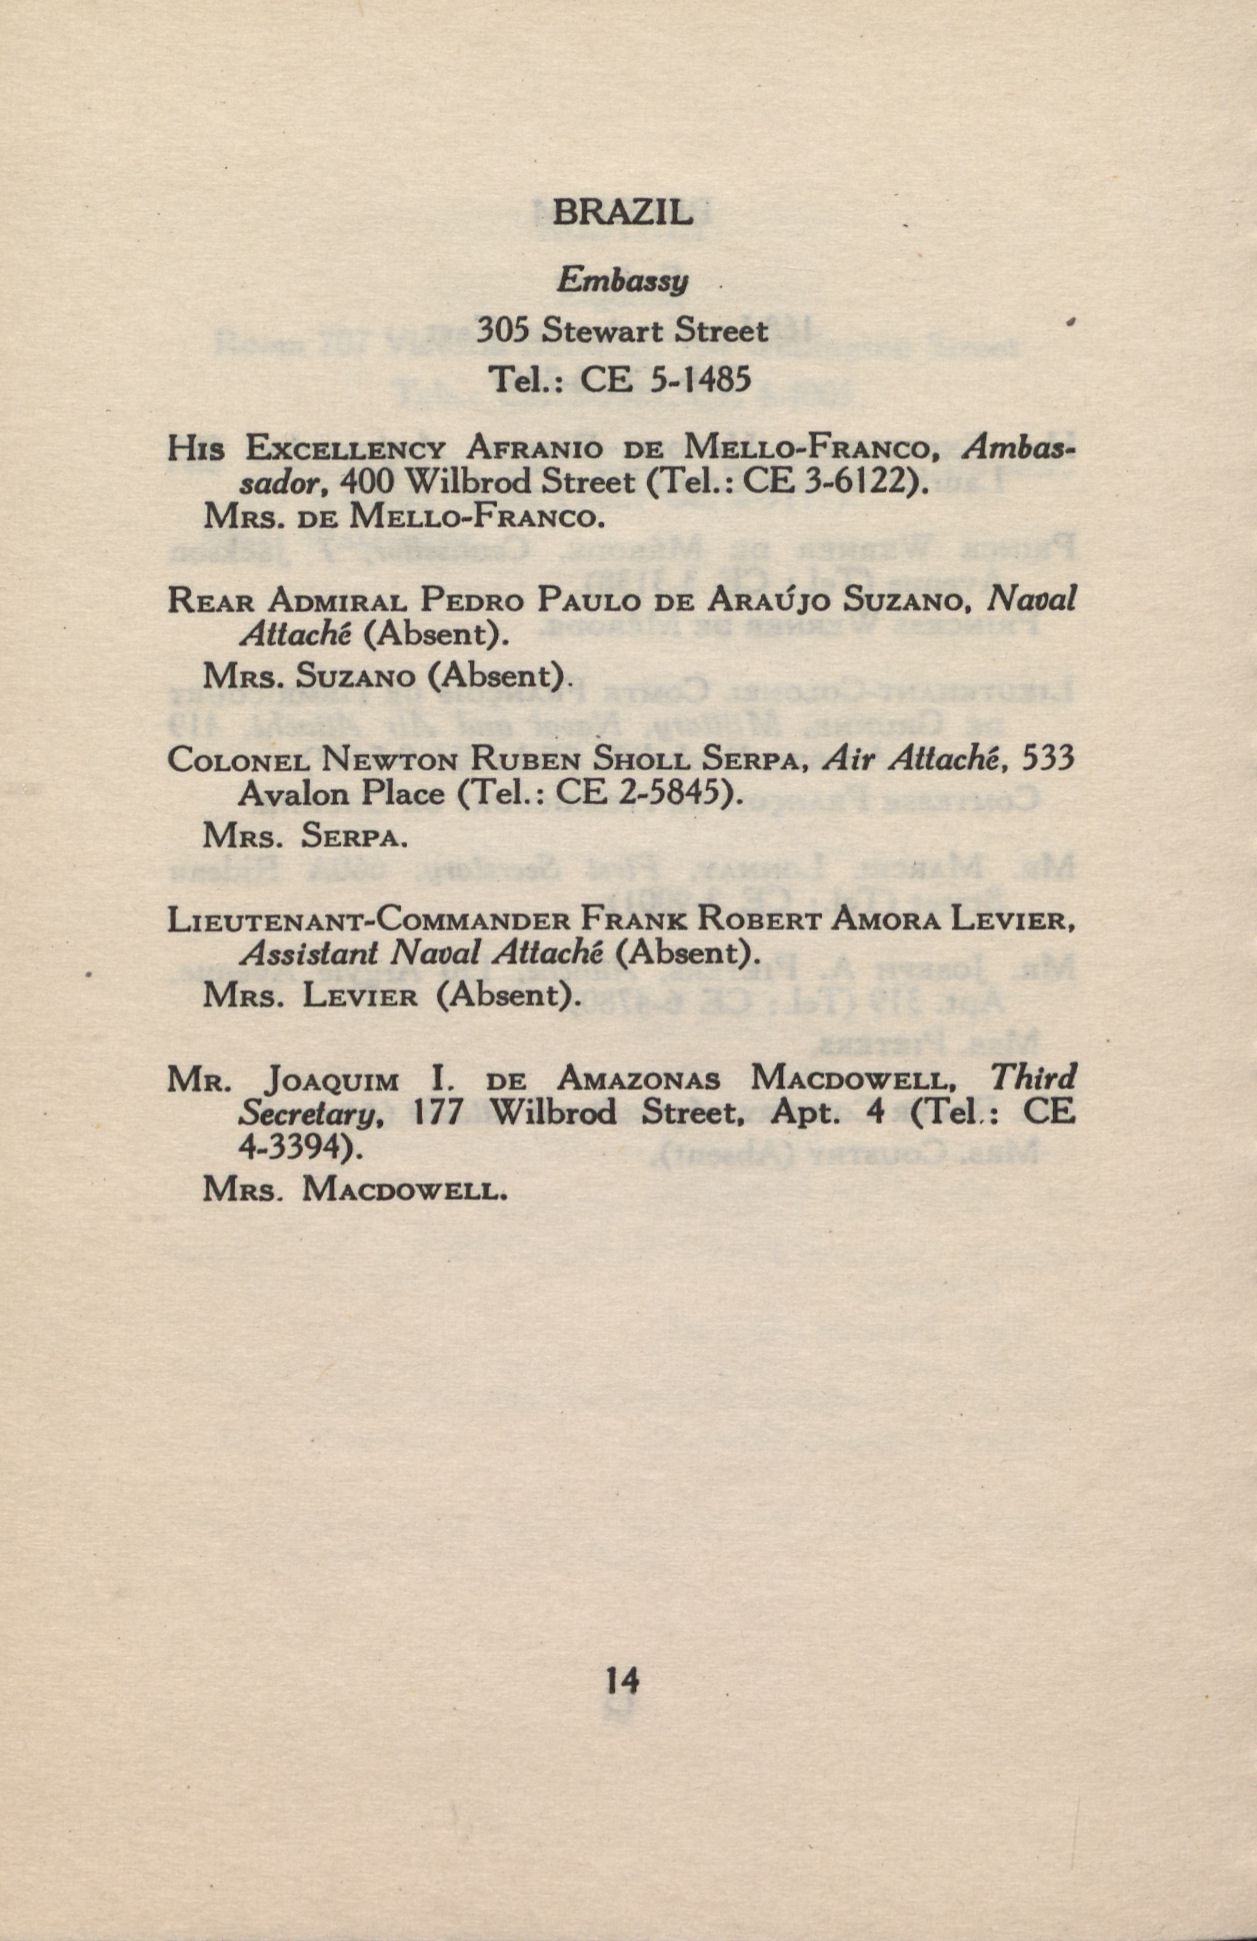 BRAZIL
Embassy
305 Stewart Street
Tel.: CE 5-1485
His Excellency Afranio de Mello-Franco, Ambas-
sador, 400 Wilbrod Street (Tel.: CE 3-6122).
Mrs. de Mello-Franco.
Rear Admiral Pedro Paulo de Araújo Suzano, Naval
Attaché (Absent).
Mrs. Suzano (Absent).
Colonel Newton Ruben Sholl Serpa, Air Attaché, 533
Avalon Place (Tel.: CE 2-5845).
Mrs. Serpa.
Lieutenant-Commander Frank Robert Amora Levier,
Assistant Naval Attaché (Absent).
Mrs. Levier (Absent).
Mr. Joaquim I. de Amazonas Macdowell, Third
Secretary, 177 Wilbrod Street, Apt. 4 (Tel.: CE
4-3394).
Mrs. Macdowell.
14